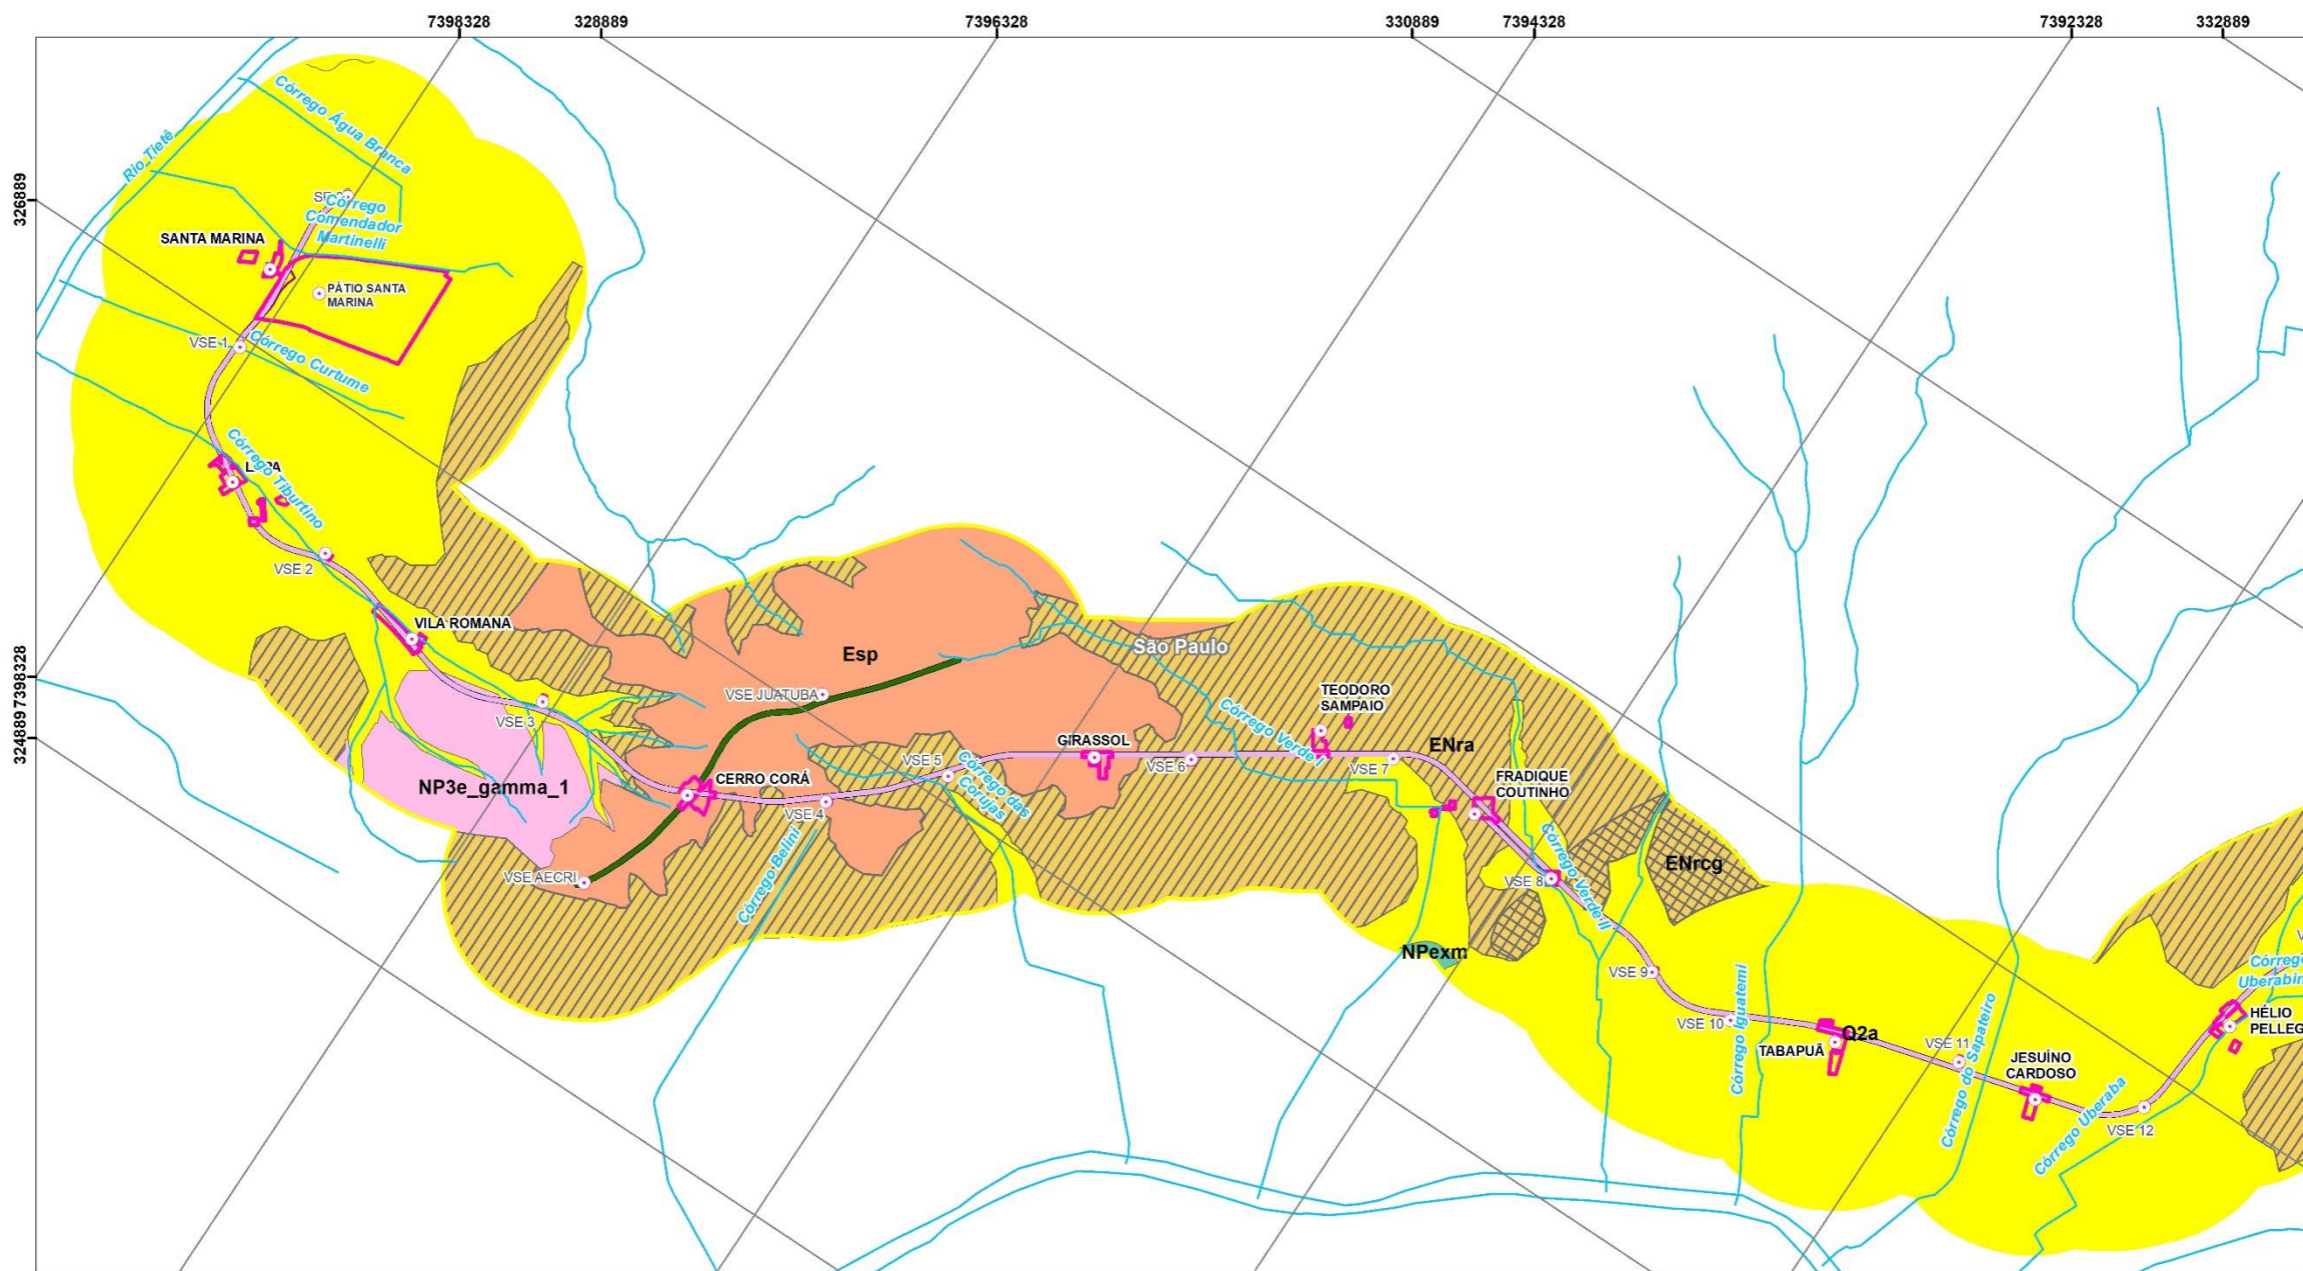 7398328
328889
7396328
330889
7394328
7392328
332889
326889
7398328
324889
Rio Tietê
Córrego Água Branca
Córrego
Comendador
Martinelli
SANTA MARINA
PÁTIO SANTA
MARINA
VSE 1
Córrego Curtume
Córrego Tiburtino
VSE 2
VILA ROMANA
VSE 3
NP3e_gamma_1
Esp
VSE JUATUBA
CERRO CORÁ
VSE AECRI
VSE 4
Córrego Belini
VSE 5
Córrego das
Corujas
GIRASSOL
São Paulo
VSE 6
Córrego Verde I
TEODORO
SAMPAIO
VSE 7
ENra
FRADIQUE
COUTINHO
ENrcg
VSE 8
Córrego Verde II
NPexm
VSE 9
VSE 10
Córrego Iguatemi
TABAPUÃ
Q2a
VSE 11
Córrego do Sapateiro
JESUÍNO
CARDOSO
Córrego Uberaba
VSE 12
HÉLIO